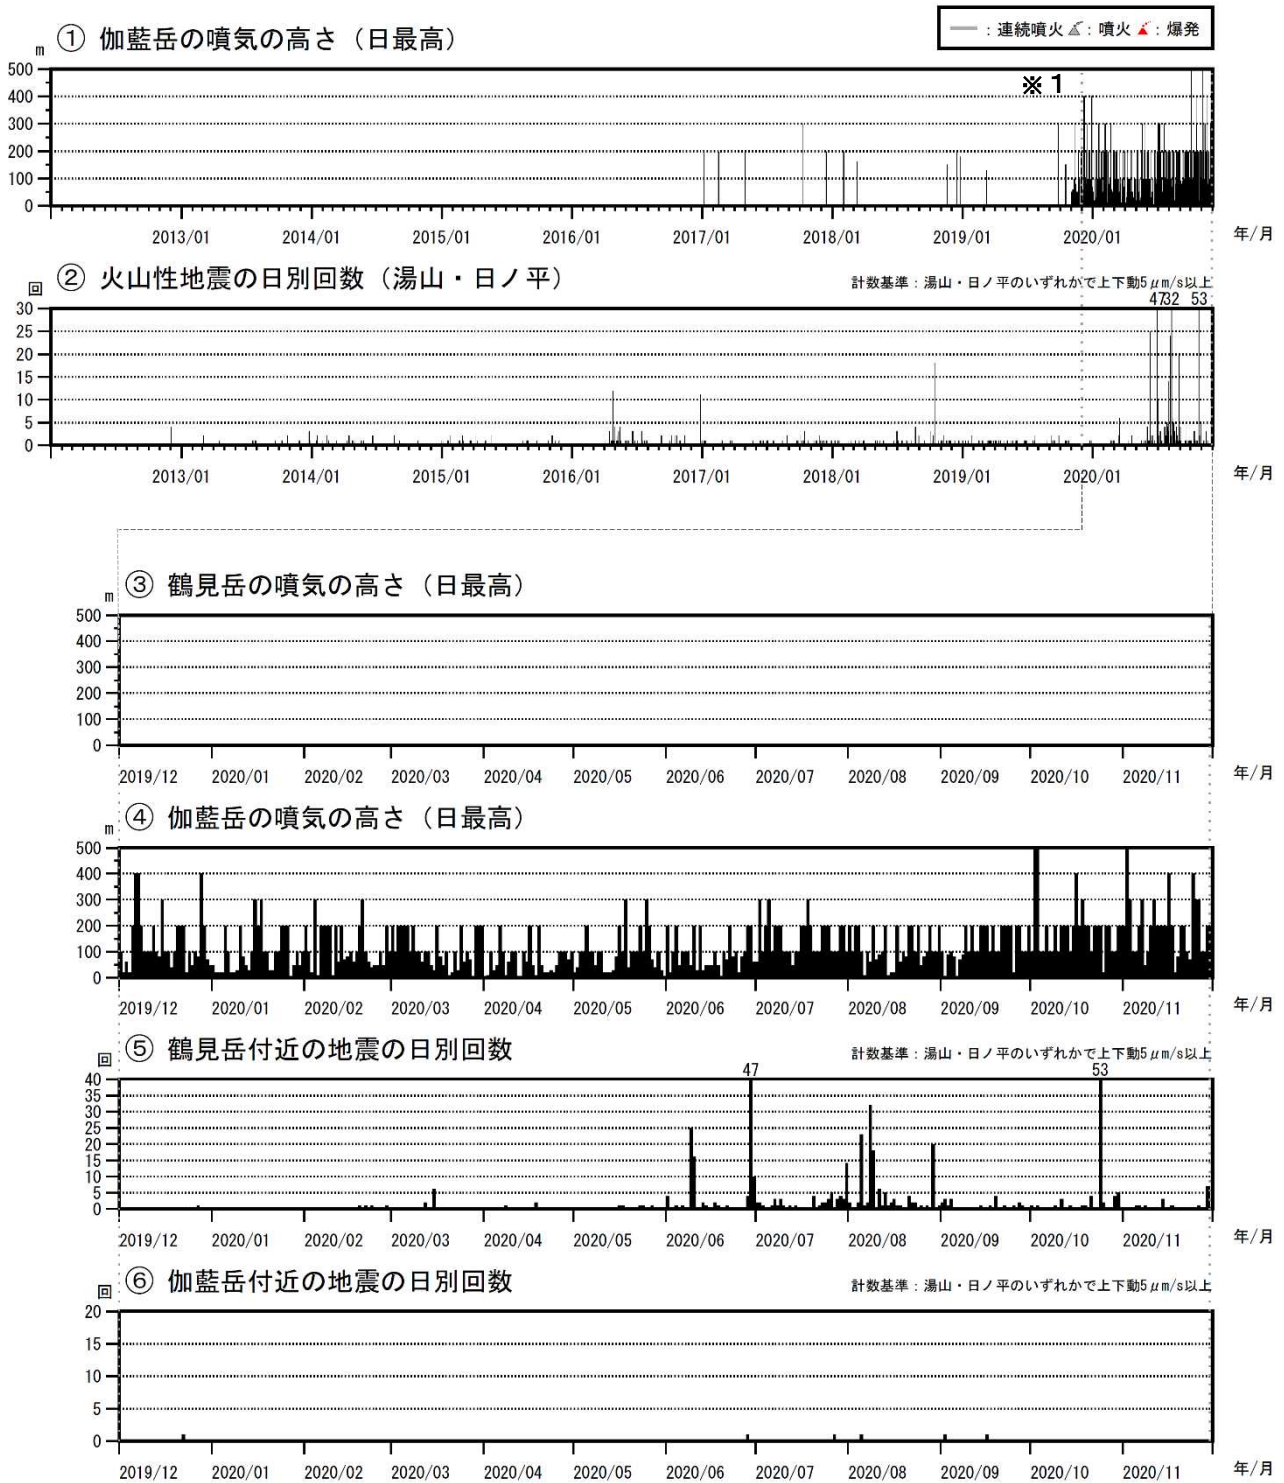 ：連続噴火 ：噴火 ：爆発
① 伽藍岳の噴気の高さ（日最高）
m
※１
500
400
300
200
100
0
2013/01 2014/01 2015/01 2016/01 2017/01 2018/01 2019/01 2020/01 年/月
② 火山性地震の日別回数（湯山・日ノ平）
計数基準：湯山・日ノ平のいずれかで上下動5μm/s以上
回
47 32 53
30
25
20
15
10
5
0
2013/01 2014/01 2015/01 2016/01 2017/01 2018/01 2019/01 2020/01 年/月
③ 鶴見岳の噴気の高さ（日最高）
m
500
400
300
200
100
0
2019/12 2020/01 2020/02 2020/03 2020/04 2020/05 2020/06 2020/07 2020/08 2020/09 2020/10 2020/11 年/月
④ 伽藍岳の噴気の高さ（日最高）
m
500
400
300
200
100
0
2019/12 2020/01 2020/02 2020/03 2020/04 2020/05 2020/06 2020/07 2020/08 2020/09 2020/10 2020/11 年/月
⑤ 鶴見岳付近の地震の日別回数
計数基準：湯山・日ノ平のいずれかで上下動5μm/s以上
回
47 53
40
35
30
25
20
15
10
5
0
2019/12 2020/01 2020/02 2020/03 2020/04 2020/05 2020/06 2020/07 2020/08 2020/09 2020/10 2020/11 年/月
⑥ 伽藍岳付近の地震の日別回数
計数基準：湯山・日ノ平のいずれかで上下動5μm/s以上
回
20
15
10
5
0
2019/12 2020/01 2020/02 2020/03 2020/04 2020/05 2020/06 2020/07 2020/08 2020/09 2020/10 2020/11 年/月